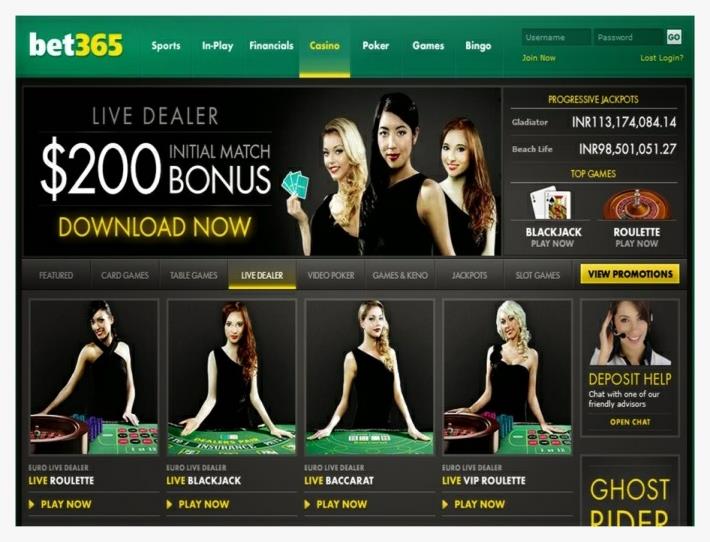 bet365
Sports In-Play Financials Casino Poker Games Bingo
Username Password GO
Join Now Lost Login?
LIVE DEALER
$200 INITIAL MATCH BONUS
DOWNLOAD NOW
PROGRESSIVE JACKPOTS
Gladiator INR113,174,084.14
Beach Life INR98,501,051.27
TOP GAMES
BLACKJACK ROULETTE
PLAY NOW PLAY NOW
FEATURED CARD GAMES TABLE GAMES LIVE DEALER VIDEO POKER GAMES & KENO JACKPOTS SLOT GAMES VIEW PROMOTIONS
DEALERS PAIR
INSURANCE
EURO LIVE DEALER EURO LIVE DEALER EURO LIVE DEALER EURO LIVE DEALER
LIVE ROULETTE LIVE BLACKJACK LIVE BACCARAT LIVE VIP ROULETTE
PLAY NOW PLAY NOW PLAY NOW PLAY NOW
DEPOSIT HELP
Chat with one of our
friendly advisors
OPEN CHAT
GHOST
RIDER